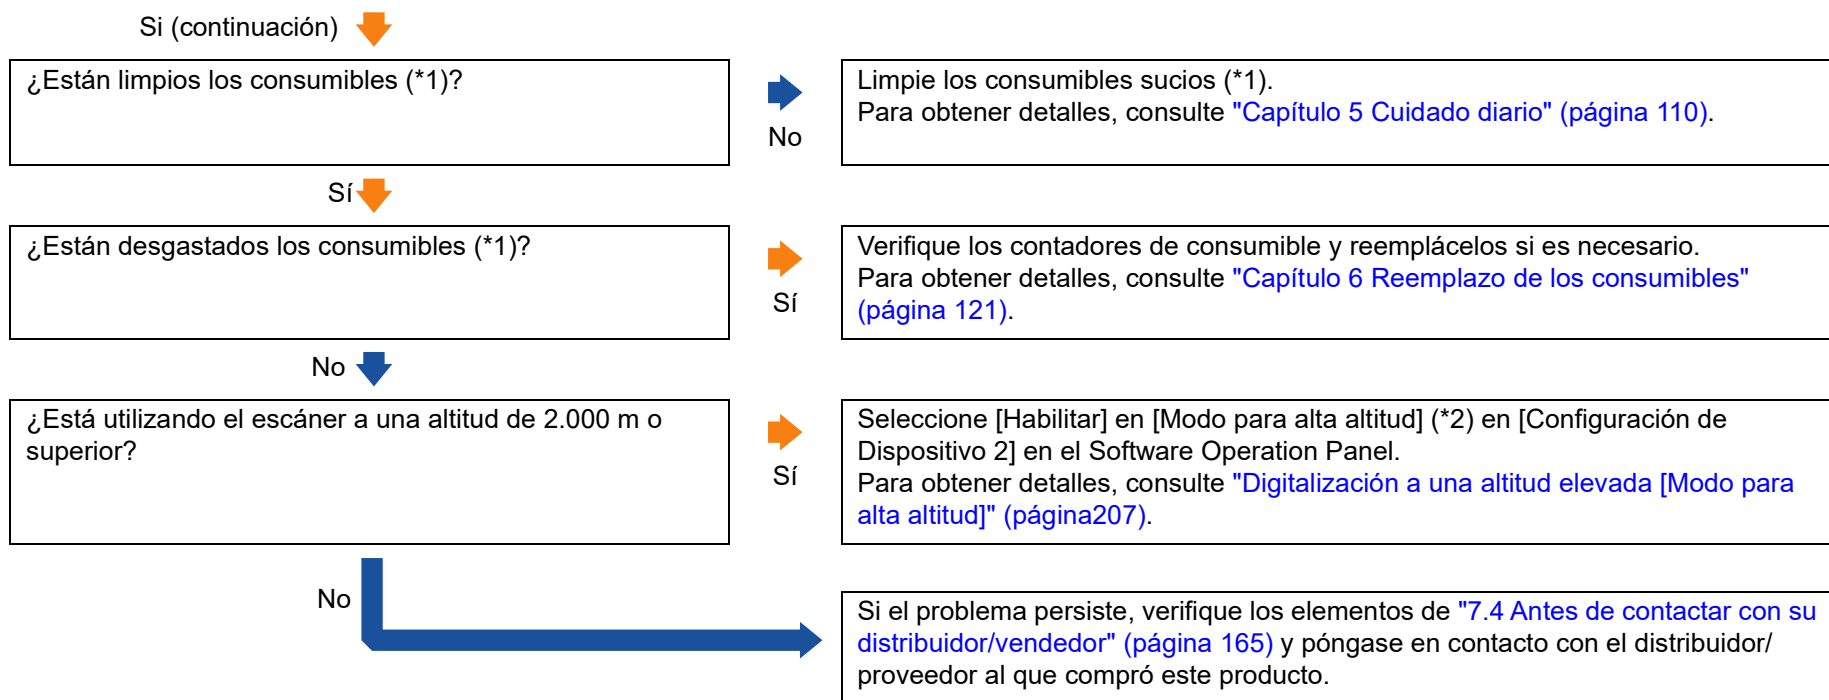 Si (continuación)
¿Están limpios los consumibles (*1)?
No
Limpie los consumibles sucios (*1).
Para obtener detalles, consulte "Capítulo 5 Cuidado diario" (página 110).
Sí
¿Están desgastados los consumibles (*1)?
Sí
Verifique los contadores de consumible y reemplácelos si es necesario.
Para obtener detalles, consulte "Capítulo 6 Reemplazo de los consumibles"
(página 121).
No
¿Está utilizando el escáner a una altitud de 2.000 m o
superior?
Sí
Seleccione [Habilitar] en [Modo para alta altitud] (*2) en [Configuración de
Dispositivo 2] en el Software Operation Panel.
Para obtener detalles, consulte "Digitalización a una altitud elevada [Modo para
alta altitud]" (página207).
No
Si el problema persiste, verifique los elementos de "7.4 Antes de contactar con su
distribuidor/vendedor" (página 165) y póngase en contacto con el distribuidor/
proveedor al que compró este producto.